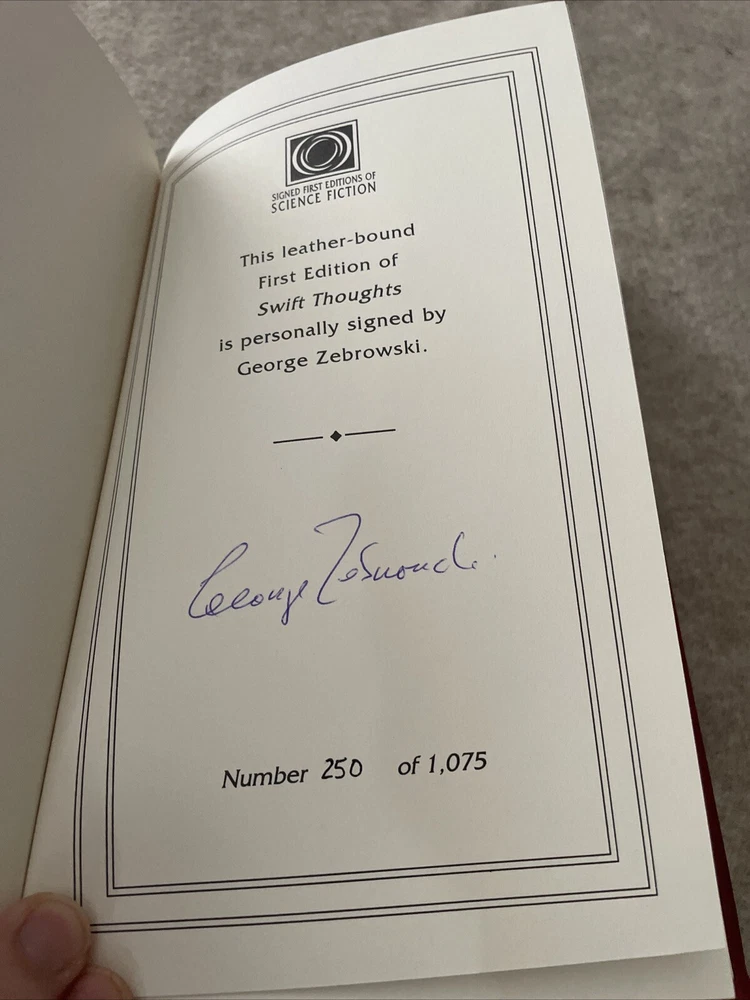 SIGNED FIRST EDITIONS OF
SCIENCE FICTION
This leather-bound
First Edition of
Swift Thoughts
is personally signed by
George Zebrowski.
George Zebrowski
Number 250 of 1,075